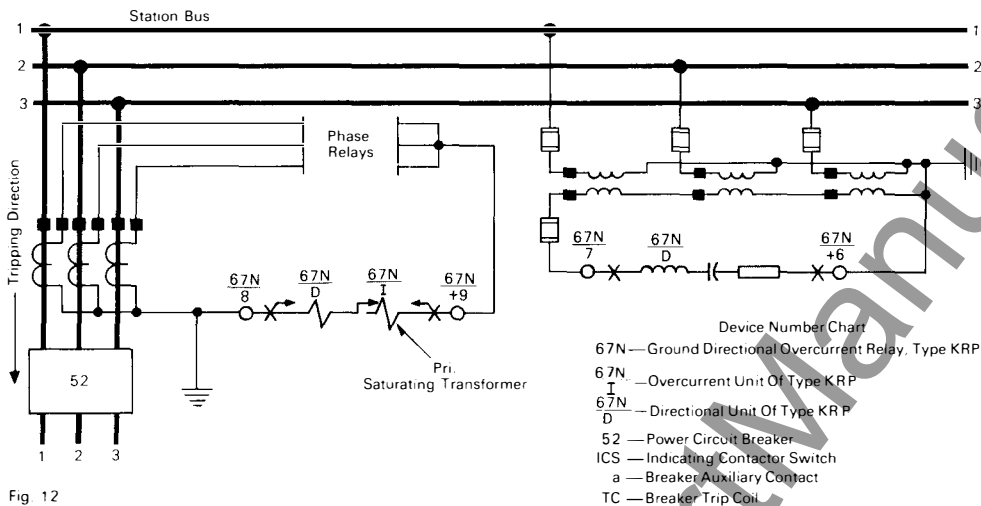 Station Bus
1
1
2
2
3
3
Phase
Relays
Tripping Direction
67N
8
67N
D
67N
I
67N
+9
67N
7
67N
D
67N
+6
Pri.
Saturating Transformer
52
1 2 3
Device Number Chart
67N — Ground Directional Overcurrent Relay, Type KRP
67N
I — Overcurrent Unit Of Type KRP
67N
D — Directional Unit Of Type KRP
52 — Power Circuit Breaker
ICS — Indicating Contactor Switch
a — Breaker Auxiliary Contact
TC — Breaker Trip Coil
Fig. 12